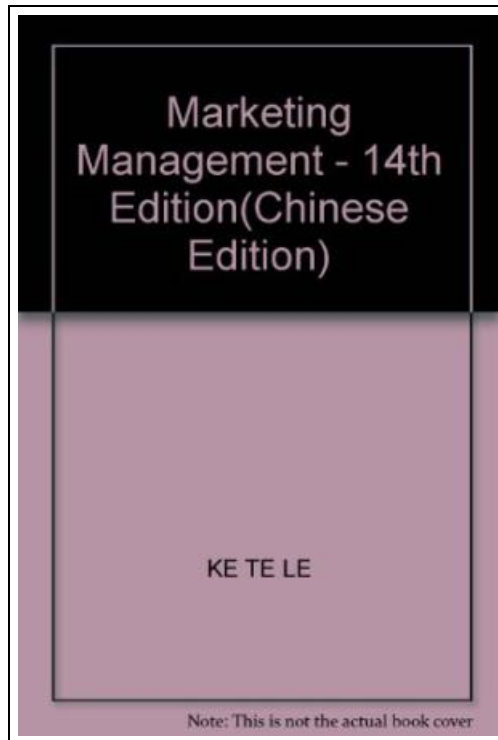 Marketing
Management - 14th
Edition(Chinese
Edition)
KE TE LE
Note: This is not the actual book cover